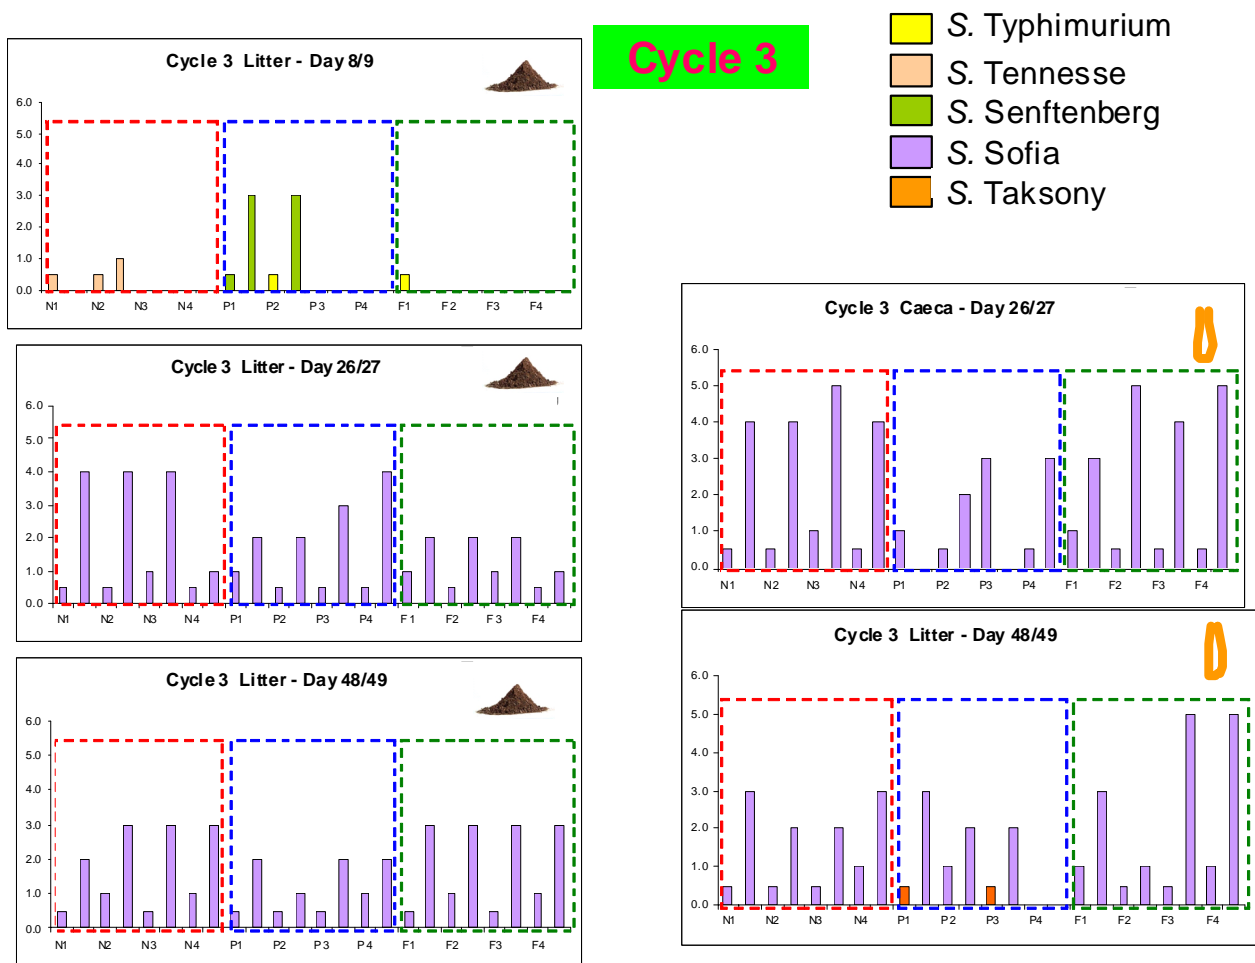 Cycle 3
S. Typhimurium
S. Tennesse
S. Senftenberg
S. Sofia
S. Taksony
Cycle 3 Litter - Day 8/9
6.0
5.0
4.0
3.0
2.0
1.0
0.0
N1 N2 N3 N4 P1 P2 P3 P4 F1 F2 F3 F4
Cycle 3 Litter - Day 26/27
6.0
5.0
4.0
3.0
2.0
1.0
0.0
N1 N2 N3 N4 P1 P2 P3 P4 F1 F2 F3 F4
Cycle 3 Litter - Day 48/49
6.0
5.0
4.0
3.0
2.0
1.0
0.0
N1 N2 N3 N4 P1 P2 P3 P4 F1 F2 F3 F4
Cycle 3 Caeca - Day 26/27
6.0
5.0
4.0
3.0
2.0
1.0
0.0
N1 N2 N3 N4 P1 P2 P3 P4 F1 F2 F3 F4
Cycle 3 Litter - Day 48/49
6.0
5.0
4.0
3.0
2.0
1.0
0.0
N1 N2 N3 N4 P1 P2 P3 P4 F1 F2 F3 F4